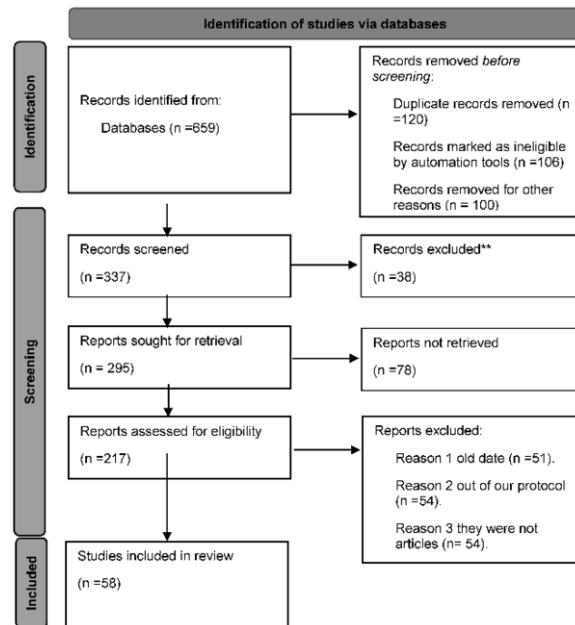 Identification of studies via databases
Identification
Records identified from:
Databases (n =659)
Records removed before
screening:
Duplicate records removed (n
=120)
Records marked as ineligible
by automation tools (n =106)
Records removed for other
reasons (n = 100)
Screening
Records screened
(n =337)
Records excluded**
(n =38)
Reports sought for retrieval
(n = 295)
Reports not retrieved
(n =78)
Reports assessed for eligibility
(n =217)
Reports excluded:
Reason 1 old date (n =51).
Reason 2 out of our protocol
(n =54).
Reason 3 they were not
articles (n= 54).
Included
Studies included in review
(n =58)